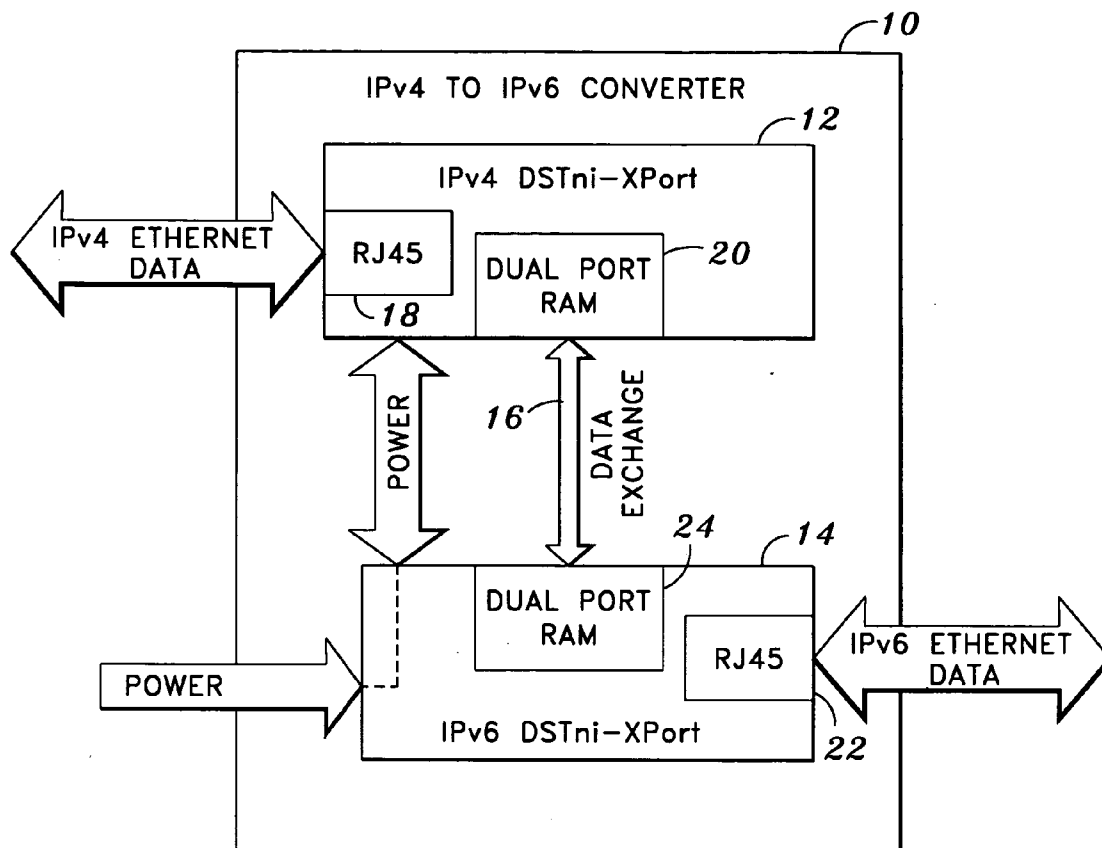 10
IPv4 TO IPv6 CONVERTER
12
IPv4 DSTni-XPort
IPv4 ETHERNET
DATA
RJ45
18
DUAL PORT
RAM
20
POWER
16
DATA
EXCHANGE
24
14
DUAL PORT
RAM
RJ45
IPv6 ETHERNET
DATA
POWER
IPv6 DSTni-XPort
22